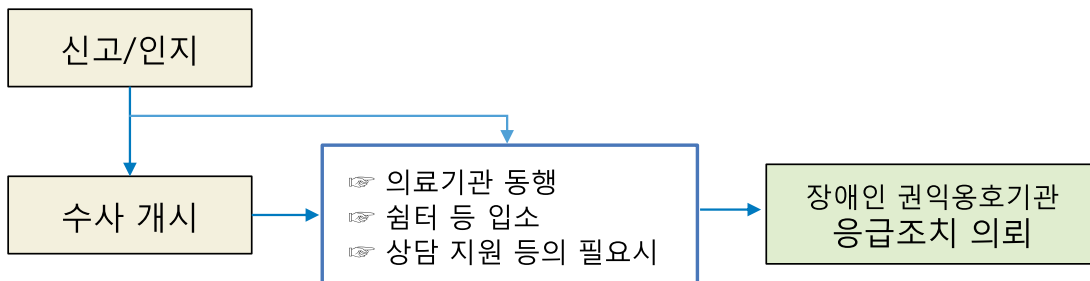 신고/인지
수사 개시
☞ 의료기관 동행
☞ 쉼터 등 입소
☞ 상담 지원 등의 필요시
장애인 권익옹호기관
응급조치 의뢰